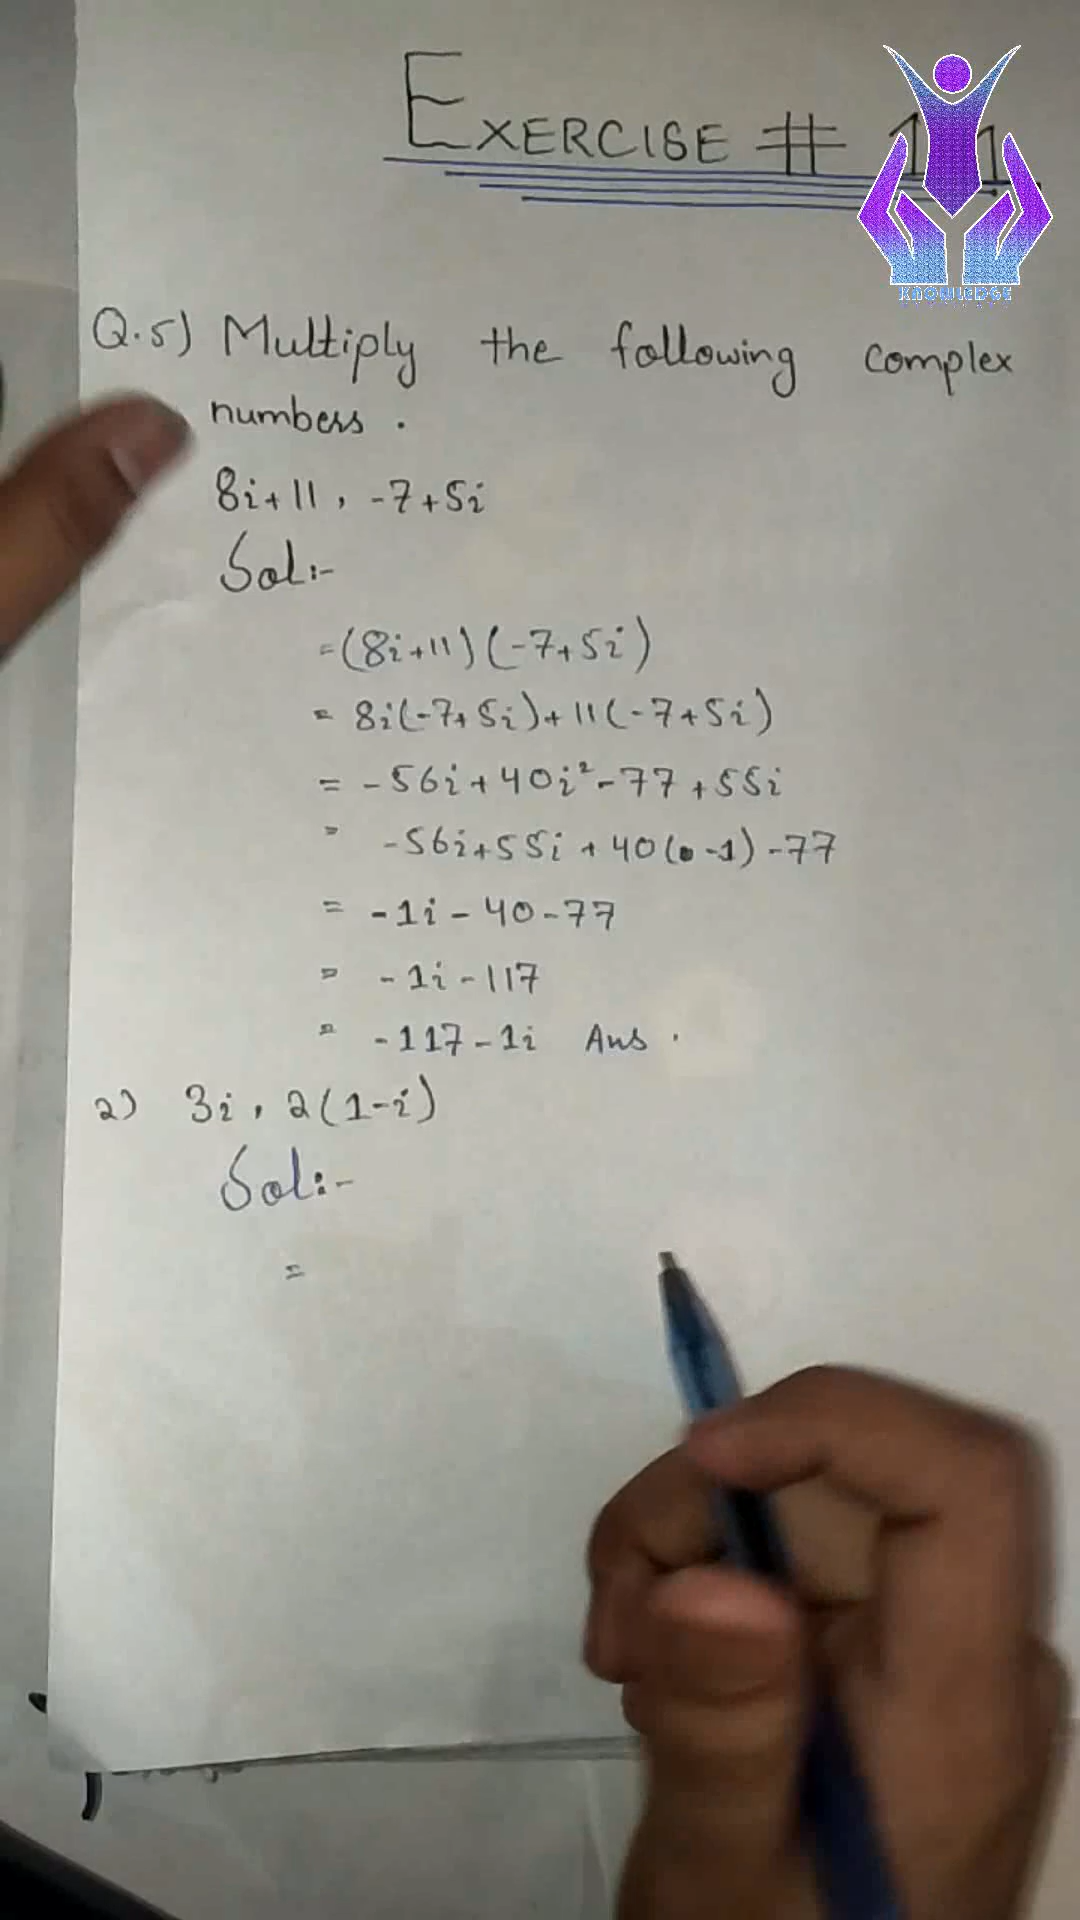 EXERCISE # 1.1
KNOWLEDGE
Q.5) Multiply the following complex
numbers.
8i+11, -7+5i
Sol:-
=(8i+11)(-7+5i)
= 8i(-7+5i)+11(-7+5i)
= -56i+40i²-77+55i
= -56i+55i+40(-1)-77
= -1i-40-77
= -1i-117
= -117-1i Ans.
2) 3i, 2(1-i)
Sol:-
=